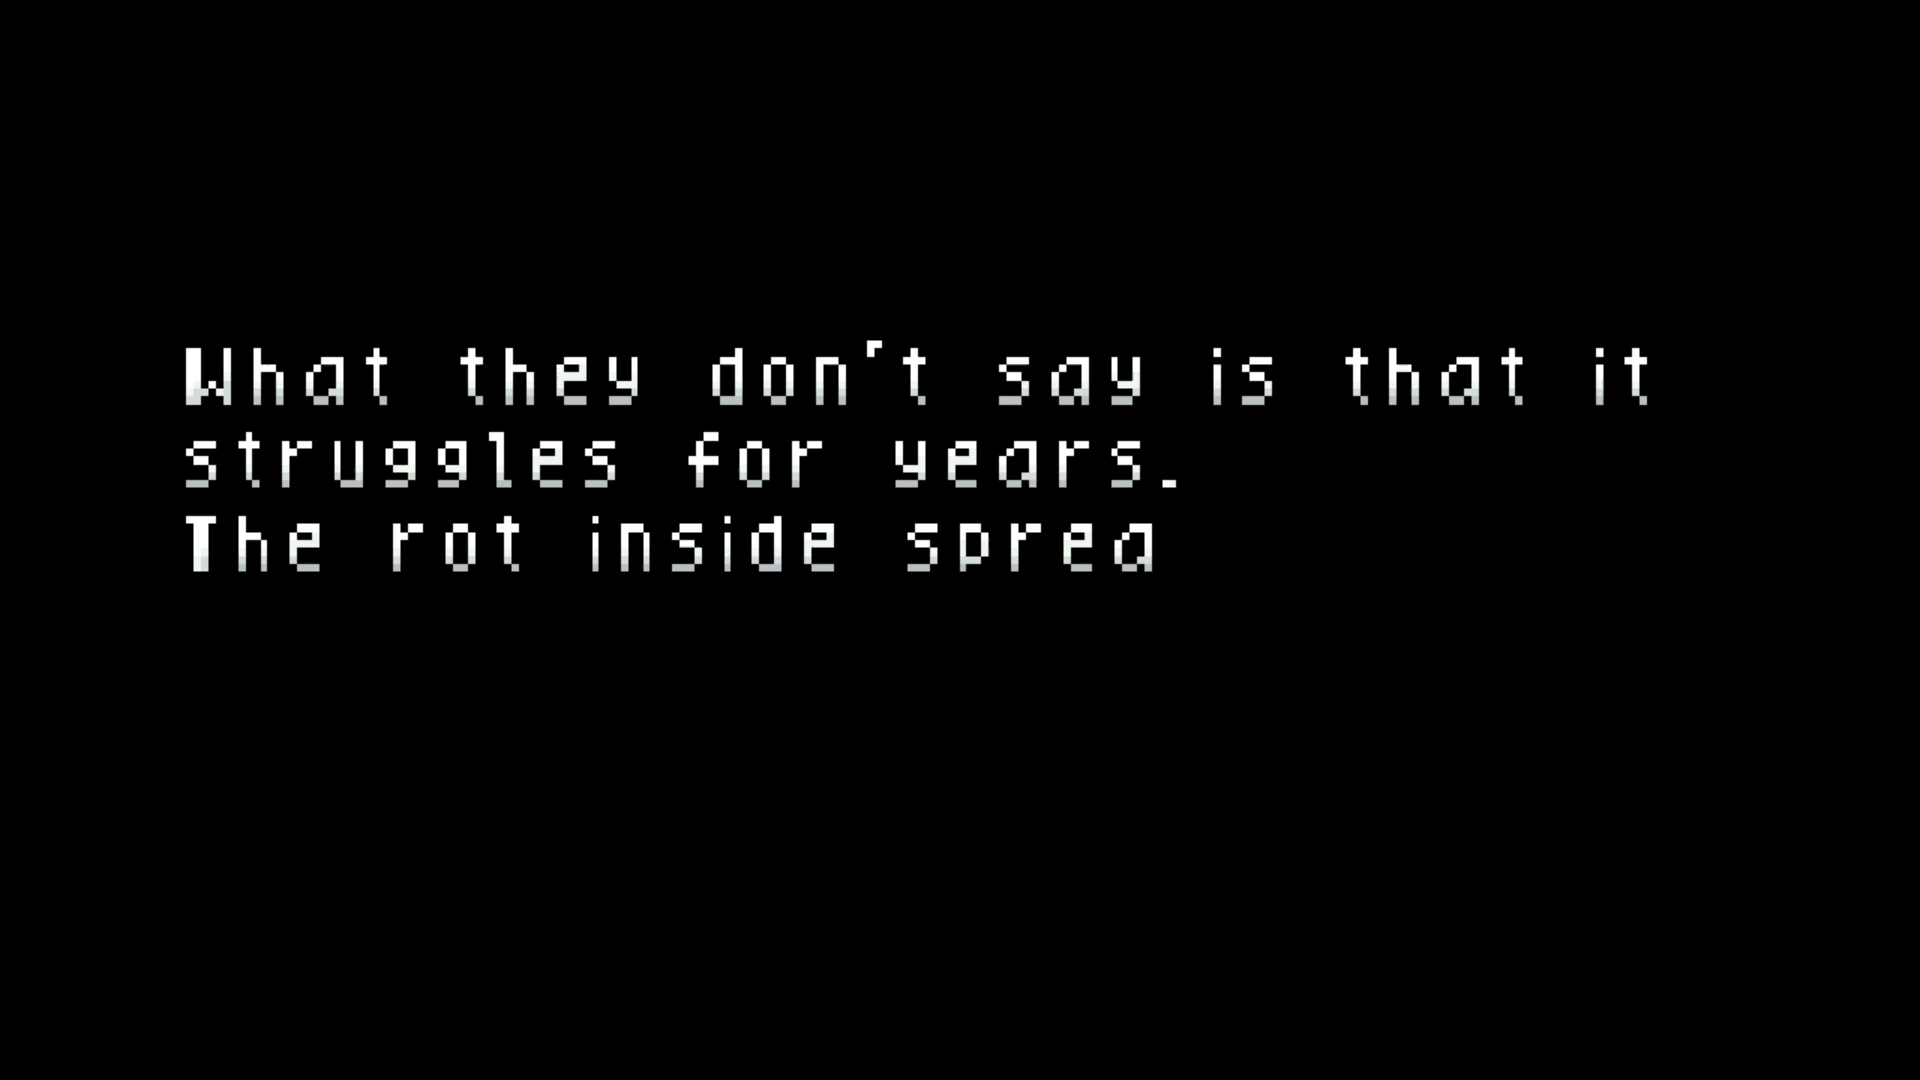 What they don't say is that it
struggles for years.
The rot inside sprea